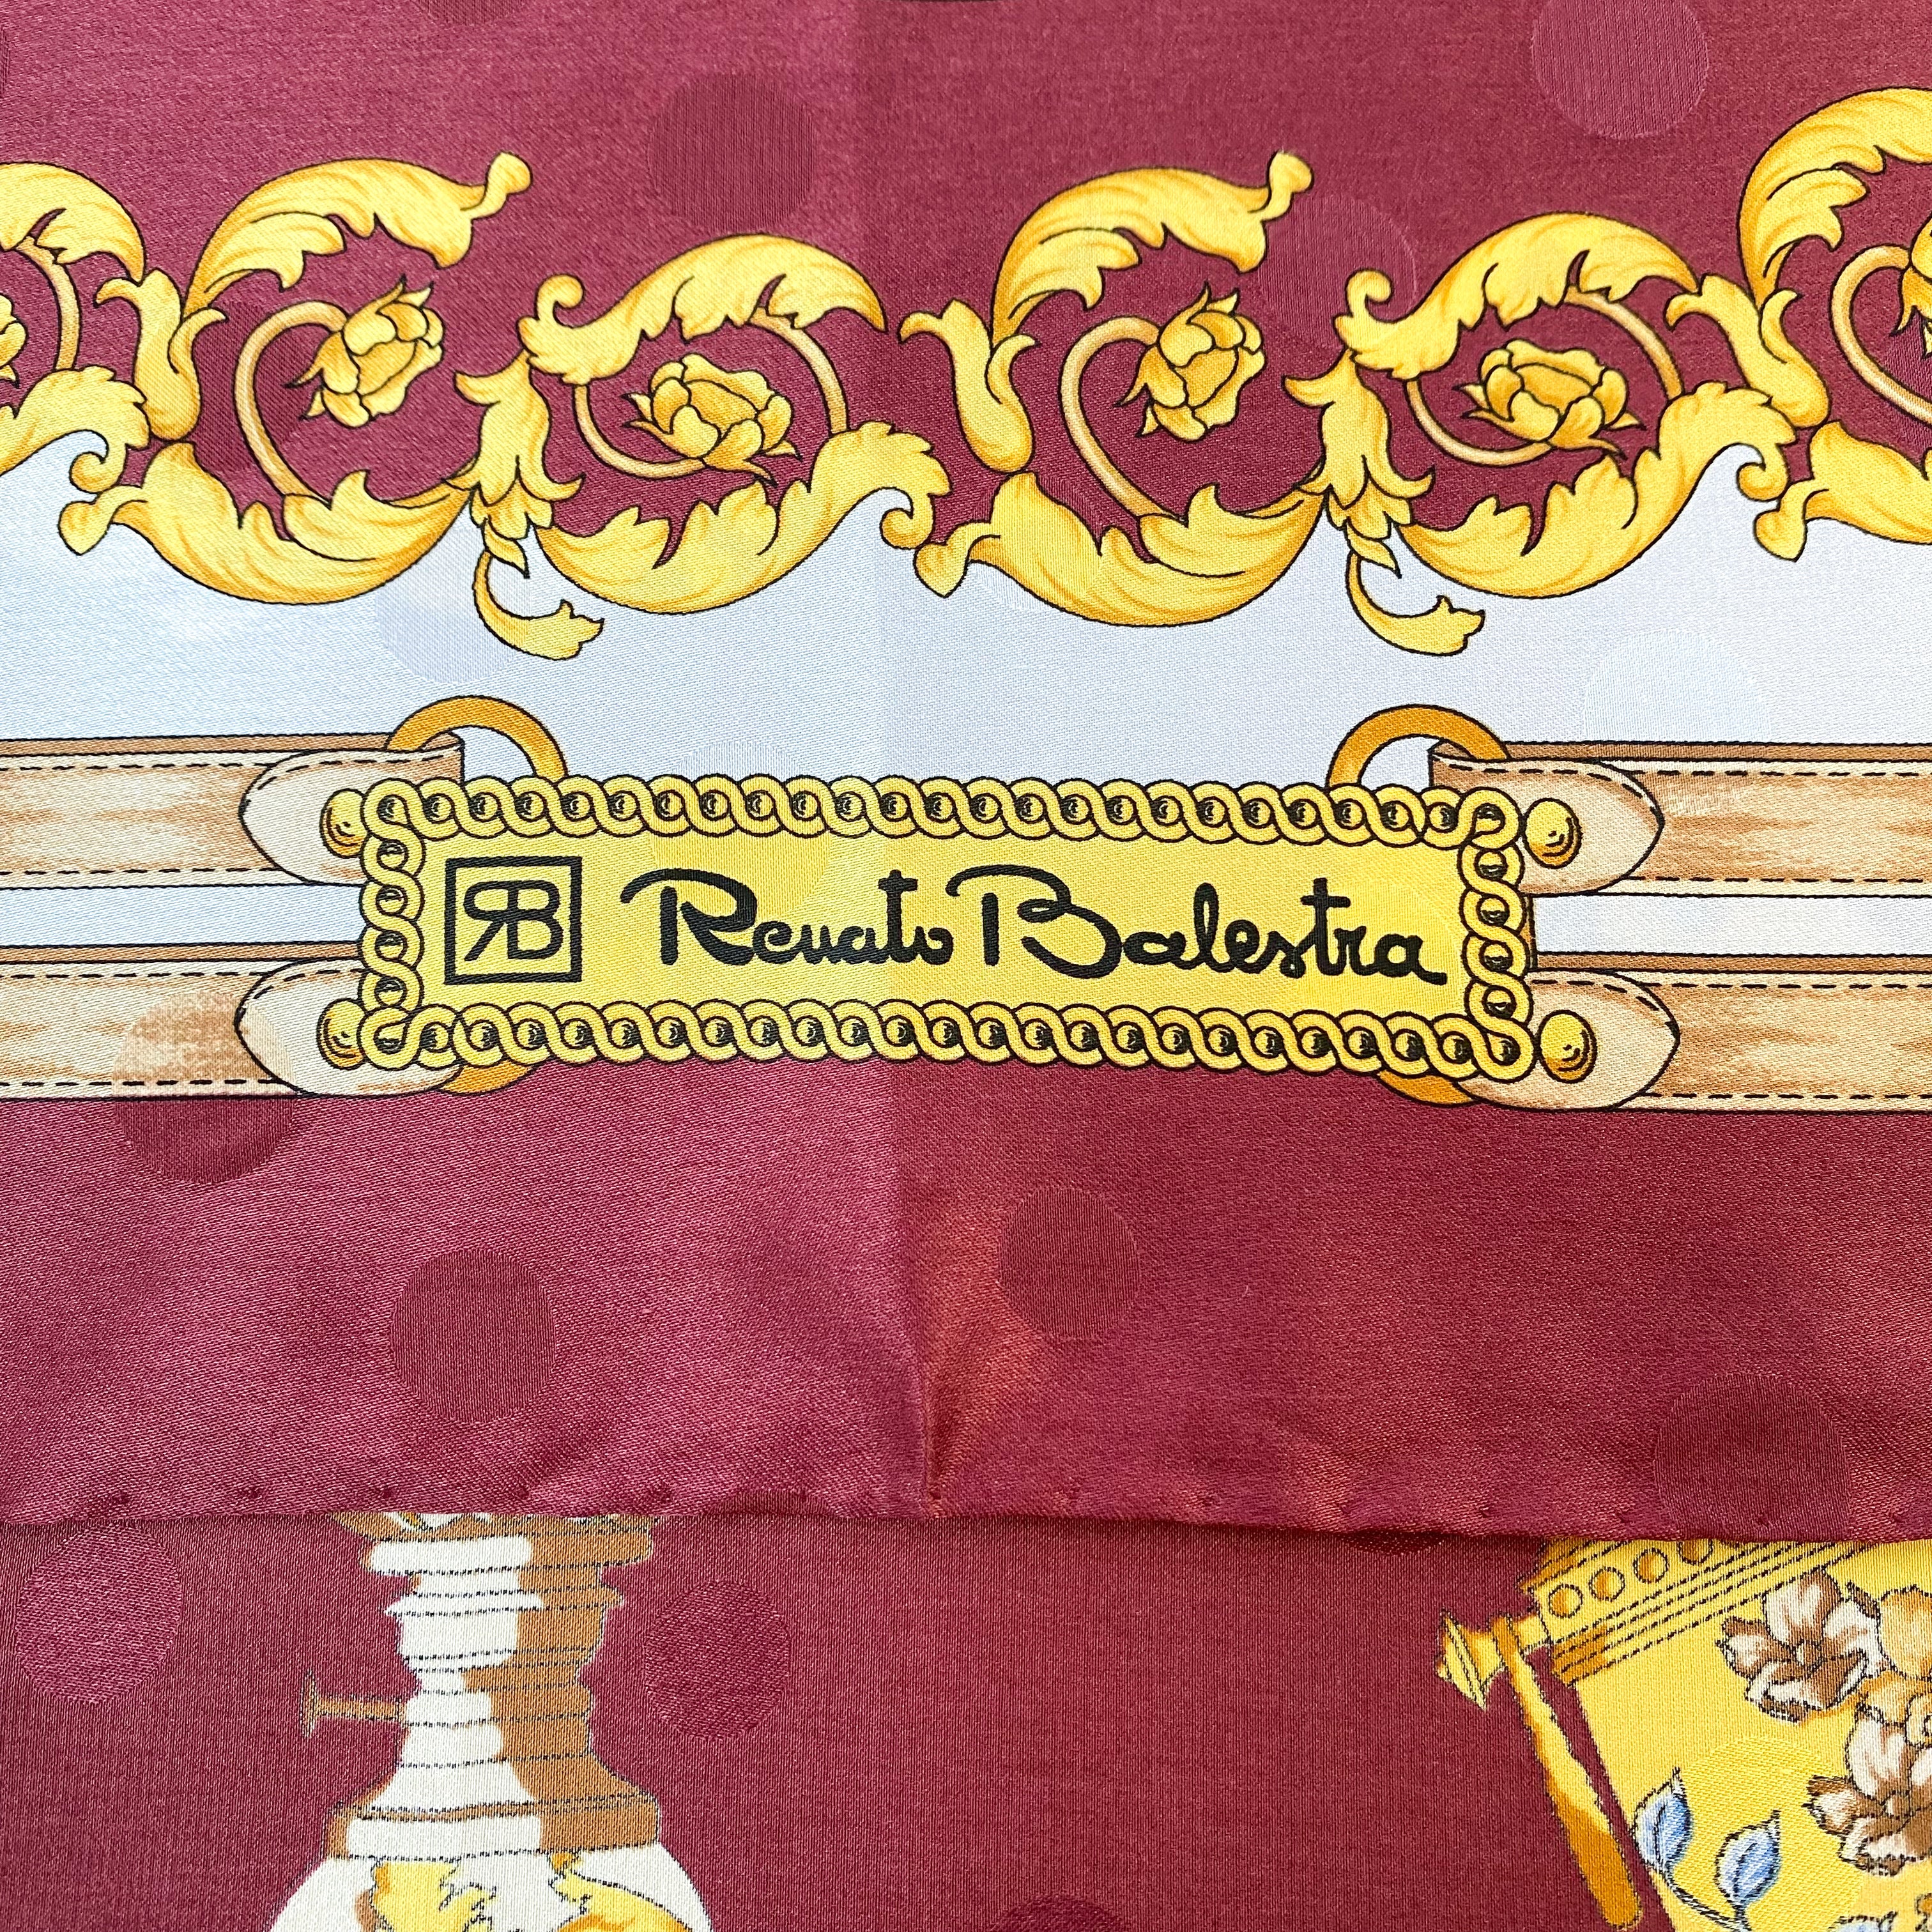 RB Renato Balestra